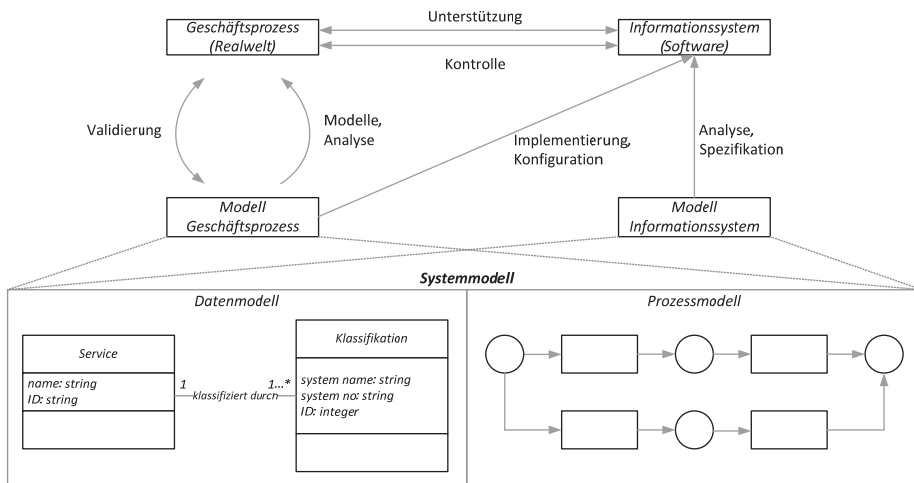 Geschäftsprozess
(Realwelt)
Unterstützung
Kontrolle
Informationssystem
(Software)
Validierung
Modelle,
Analyse
Implementierung,
Konfiguration
Analyse,
Spezifikation
Modell
Geschäftsprozess
Modell
Informationssystem
Systemmodell
Datenmodell
Service
name: string
ID: string
1
klassifiziert durch
1...*
Klassifikation
system name: string
system no: string
ID: integer
Prozessmodell